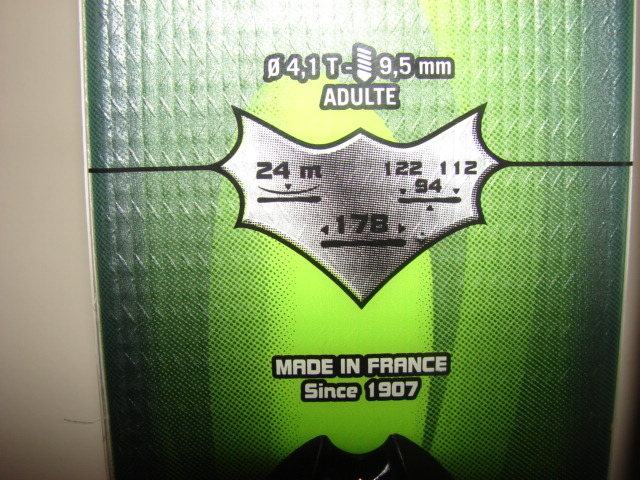 Ø 4,1 T - 9,5 mm
ADULTE
24 m
122 112
94
178
MADE IN FRANCE
Since 1907